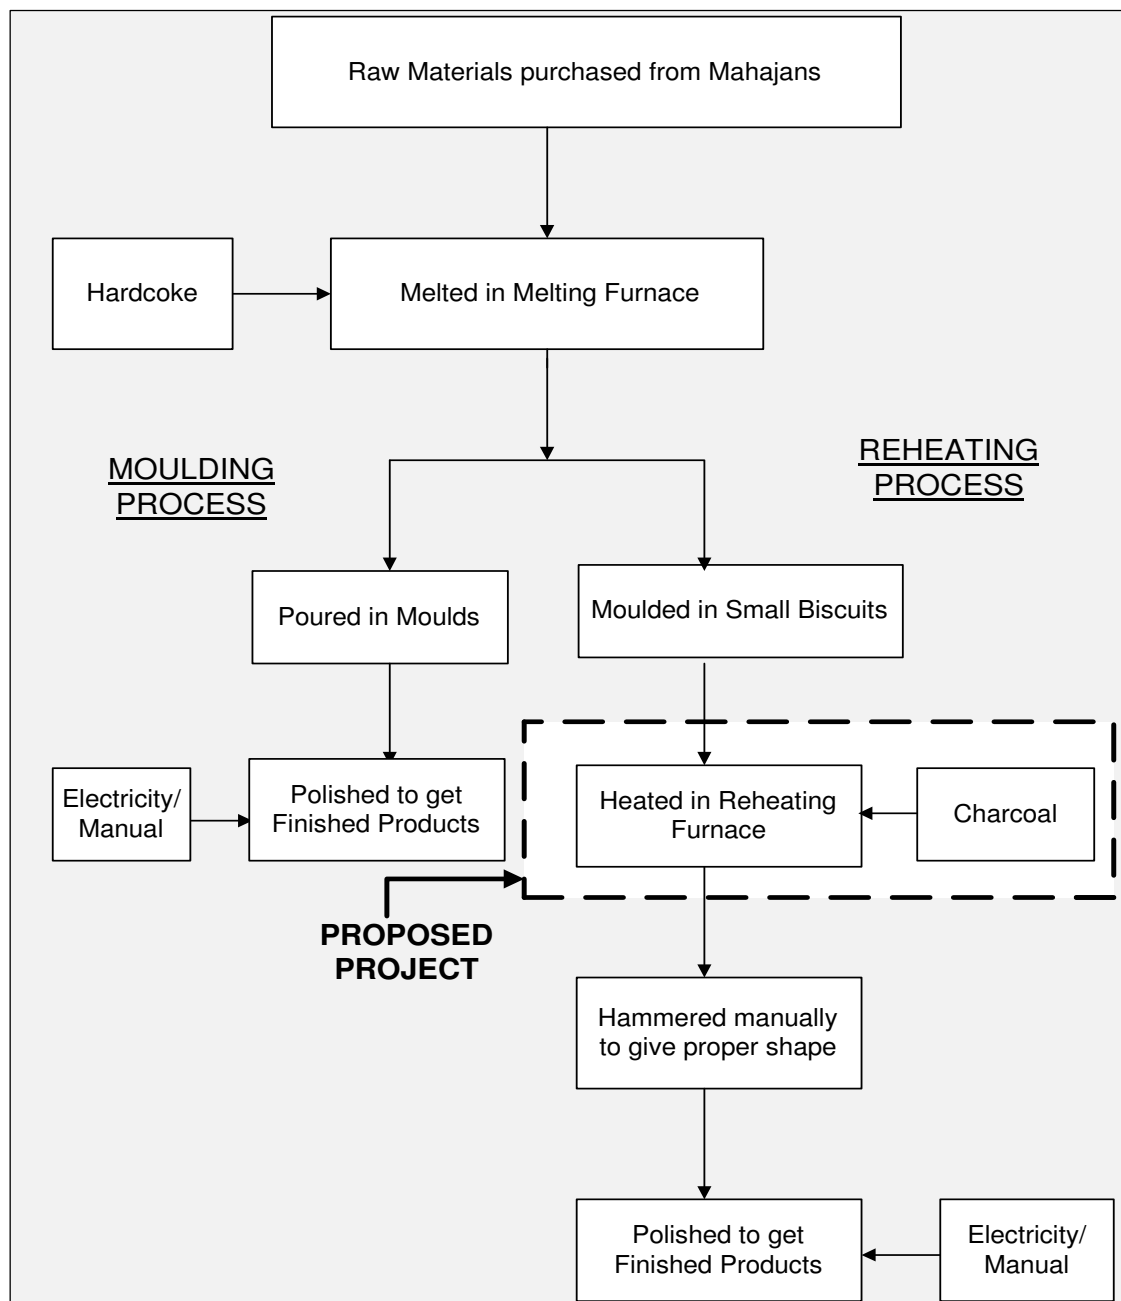 Raw Materials purchased from Mahajans
Hardcoke
Melted in Melting Furnace
MOULDING
PROCESS
REHEATING
PROCESS
Poured in Moulds
Moulded in Small Biscuits
Electricity/
Manual
Polished to get
Finished Products
Heated in Reheating
Furnace
Charcoal
PROPOSED
PROJECT
Hammered manually
to give proper shape
Polished to get
Finished Products
Electricity/
Manual